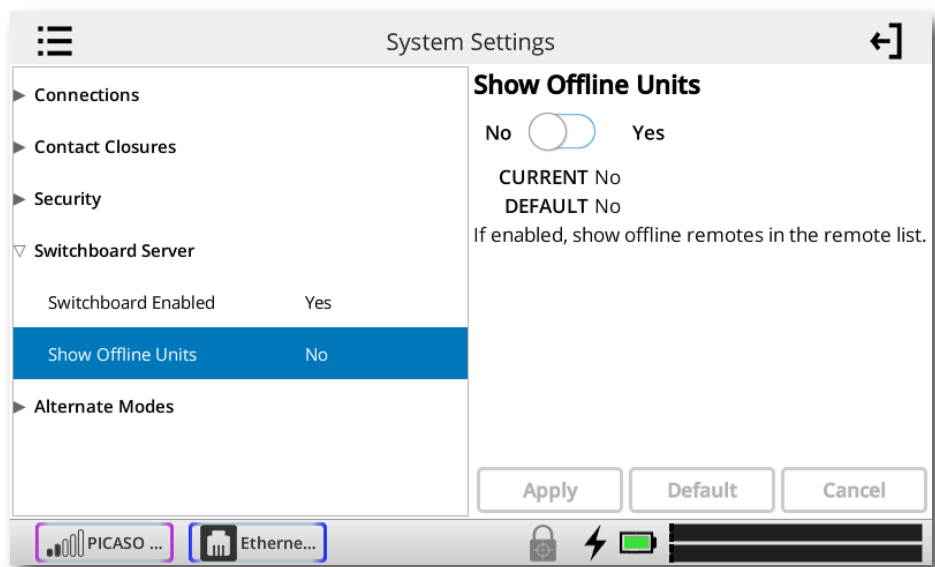 System Settings
Connections
Contact Closures
Security
Switchboard Server
Switchboard Enabled Yes
Show Offline Units No
Alternate Modes
Show Offline Units
No Yes
CURRENT No
DEFAULT No
If enabled, show offline remotes in the remote list.
Apply Default Cancel
PICASO ... Etherne...